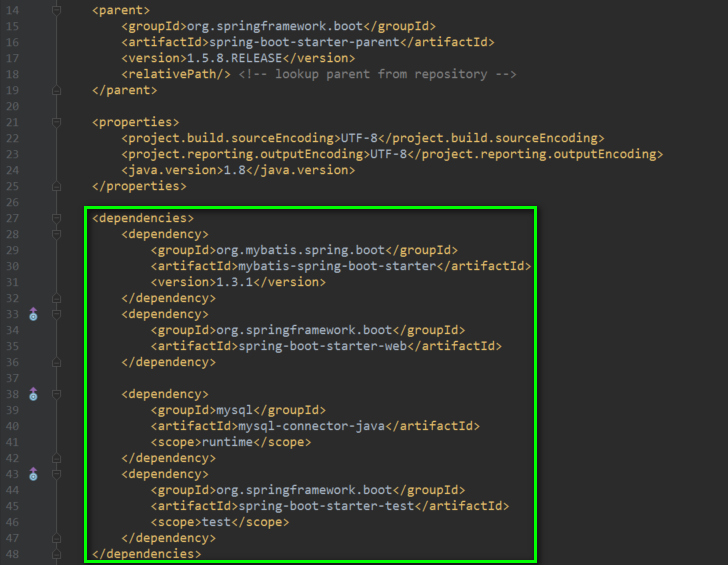 14 <parent>
15 <groupId>org.springframework.boot</groupId>
16 <artifactId>spring-boot-starter-parent</artifactId>
17 <version>1.5.8.RELEASE</version>
18 <relativePath/> <!-- lookup parent from repository -->
19 </parent>
20
21 <properties>
22 <project.build.sourceEncoding>UTF-8</project.build.sourceEncoding>
23 <project.reporting.outputEncoding>UTF-8</project.reporting.outputEncoding>
24 <java.version>1.8</java.version>
25 </properties>
26
27 <dependencies>
28 <dependency>
29 <groupId>org.mybatis.spring.boot</groupId>
30 <artifactId>mybatis-spring-boot-starter</artifactId>
31 <version>1.3.1</version>
32 </dependency>
33 <dependency>
34 <groupId>org.springframework.boot</groupId>
35 <artifactId>spring-boot-starter-web</artifactId>
36 </dependency>
37
38 <dependency>
39 <groupId>mysql</groupId>
40 <artifactId>mysql-connector-java</artifactId>
41 <scope>runtime</scope>
42 </dependency>
43 <dependency>
44 <groupId>org.springframework.boot</groupId>
45 <artifactId>spring-boot-starter-test</artifactId>
46 <scope>test</scope>
47 </dependency>
48 </dependencies>